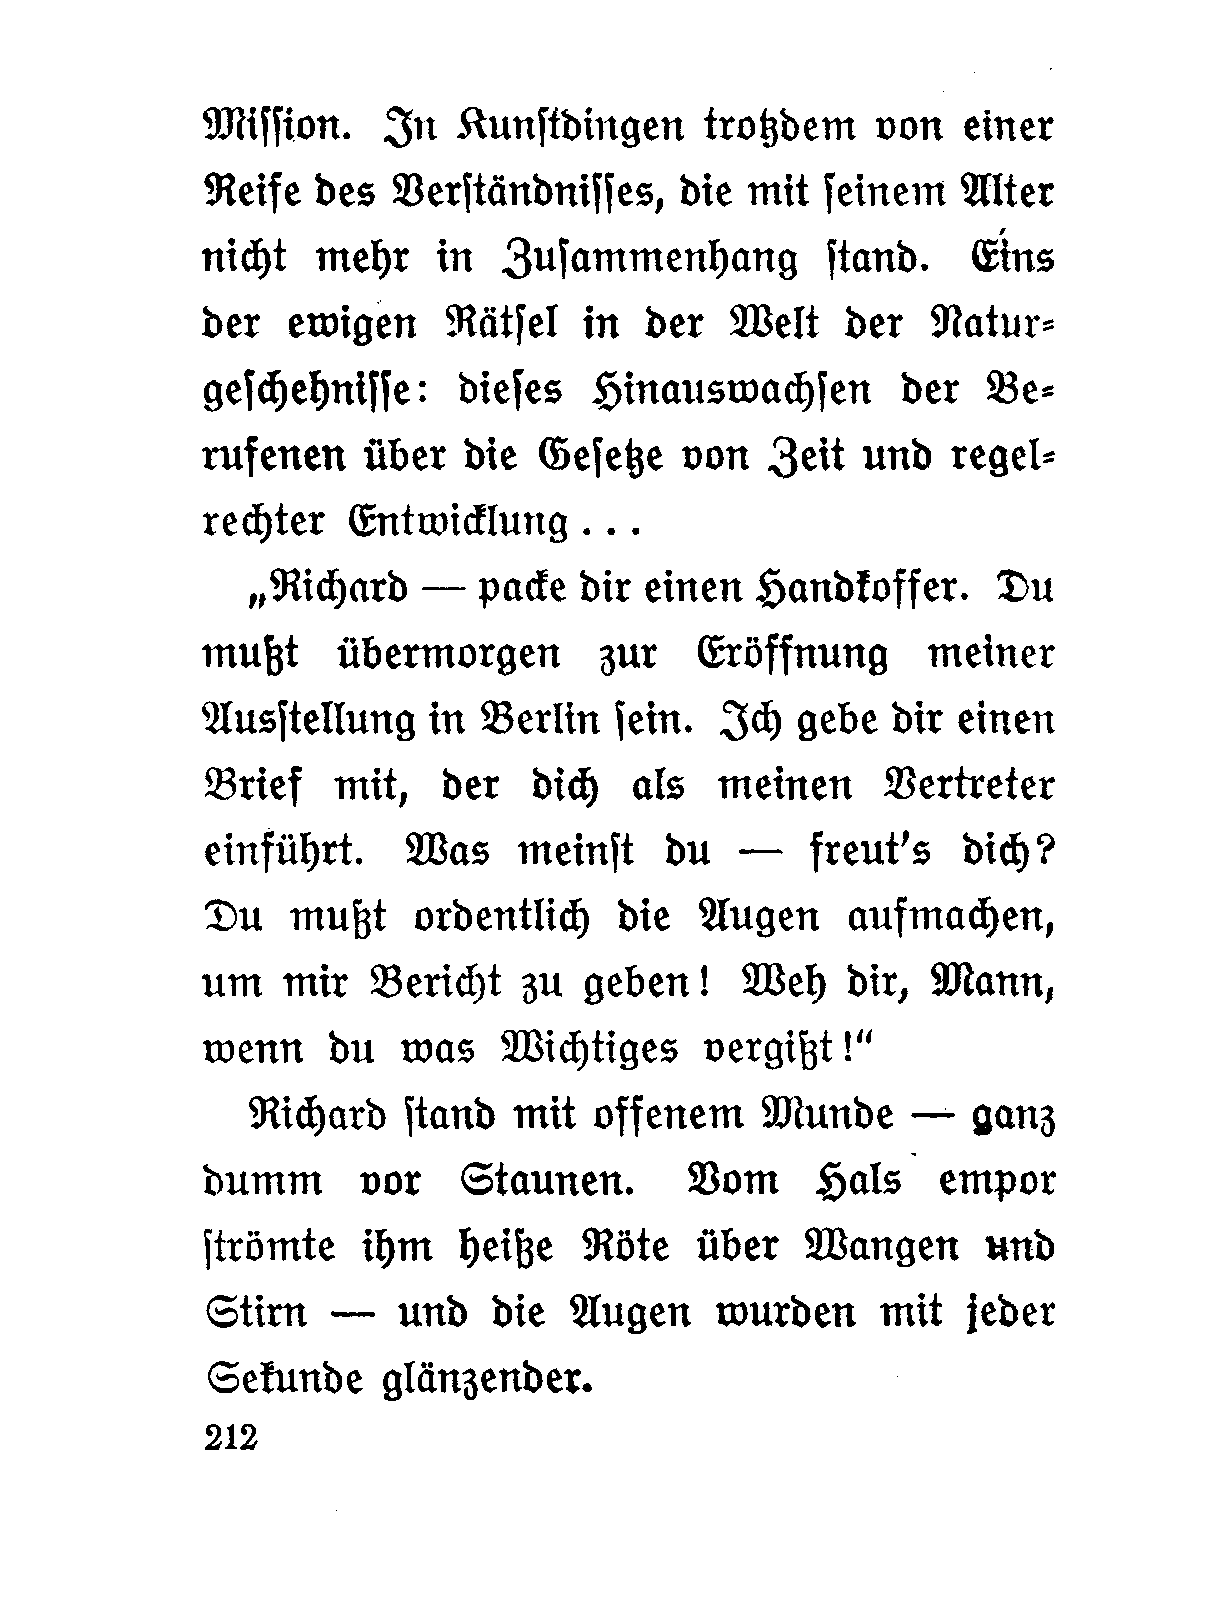 Miſſion. In Kunſtdingen trotzdem von einer
Reife des Verſtändniſſes, die mit ſeinem Alter
nicht mehr in Zuſammenhang ſtand. Eins
der ewigen Rätſel in der Welt der Natur⸗
geſchehniſſe: dieſes Hinauswachſen der Be⸗
rufenen über die Geſetze von Zeit und regel⸗
rechter Entwicklung . . .
„Richard — packe dir einen Handkoffer. Du
mußt übermorgen zur Eröffnung meiner
Ausſtellung in Berlin ſein. Ich gebe dir einen
Brief mit, der dich als meinen Vertreter
einführt. Was meinſt du — freut's dich?
Du mußt ordentlich die Augen aufmachen,
um mir Bericht zu geben! Weh dir, Mann,
wenn du was Wichtiges vergißt!“
Richard ſtand mit offenem Munde — ganz
dumm vor Staunen. Vom Hals empor
ſtrömte ihm heiße Röte über Wangen und
Stirn — und die Augen wurden mit jeder
Sekunde glänzender.
212